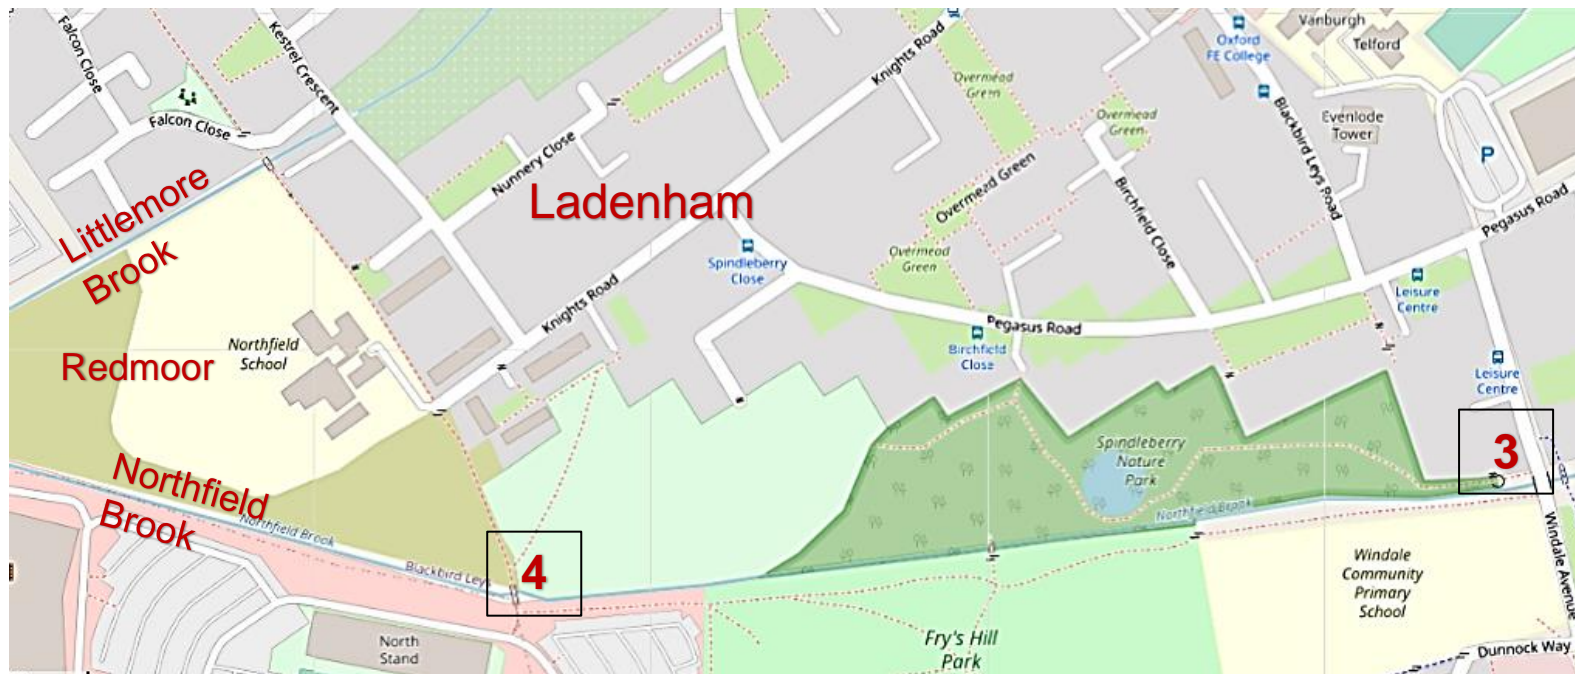 Falcon Close
Kestrel Crescent
Falcon Close
Littlemore
Brook
Redmoor
Northfield
School
Northfield
Brook
Northfield Brook
Blackbird Leys
4
North
Stand
Nunnery Close
Ladenham
Knights Road
Knights Road
Spindleberry
Close
Overmead
Green
Overmead
Green
Overmead Green
Overmead
Green
Birchfield Close
Pegasus Road
Birchfield
Close
Oxford
FE College
Vanburgh
Telford
Evenlode
Tower
Blackbird Leys Road
P
Pegasus Road
Leisure
Centre
Leisure
Centre
3
Spindleberry
Nature
Park
Northfield Brook
Windale
Community
Primary
School
Windale Avenue
Fry's Hill
Park
Dunnock Way